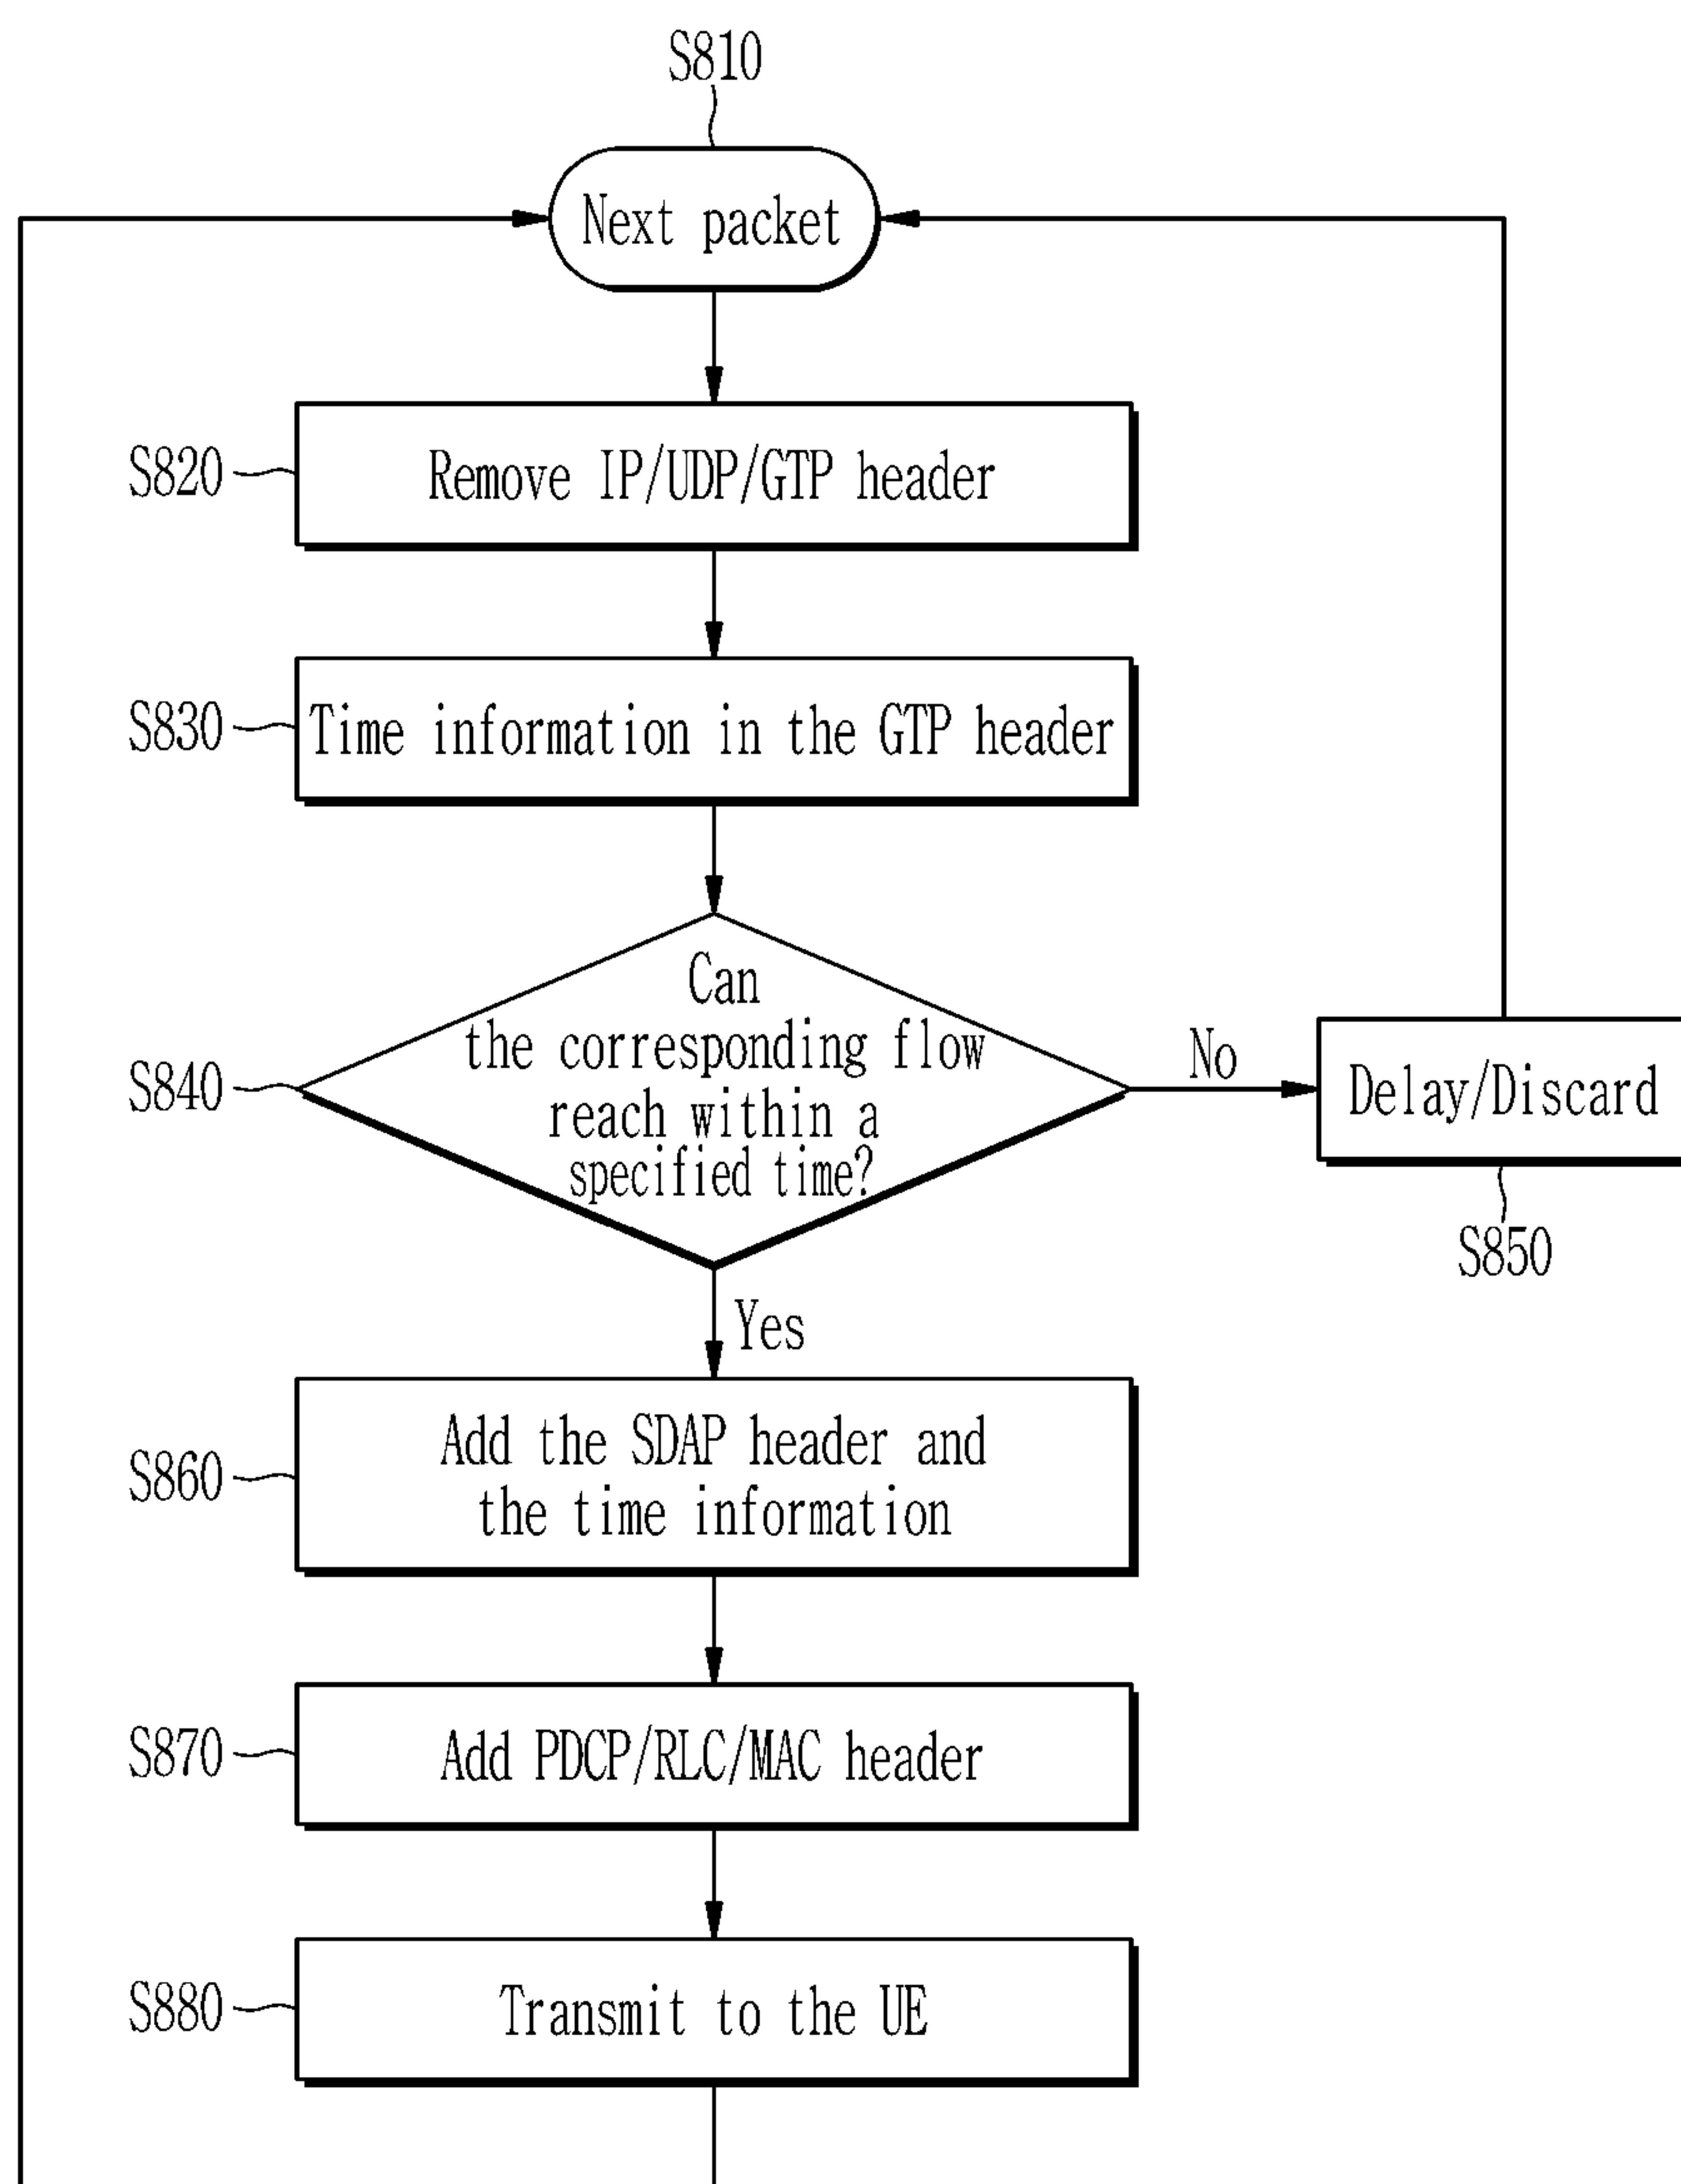 S810
Next packet
S820
Remove IP/UDP/GTP header
S830
Time information in the GTP header
S840
Can
the corresponding flow
reach within a
specified time?
No
Delay/Discard
S850
Yes
S860
Add the SDAP header and
the time information
S870
Add PDCP/RLC/MAC header
S880
Transmit to the UE